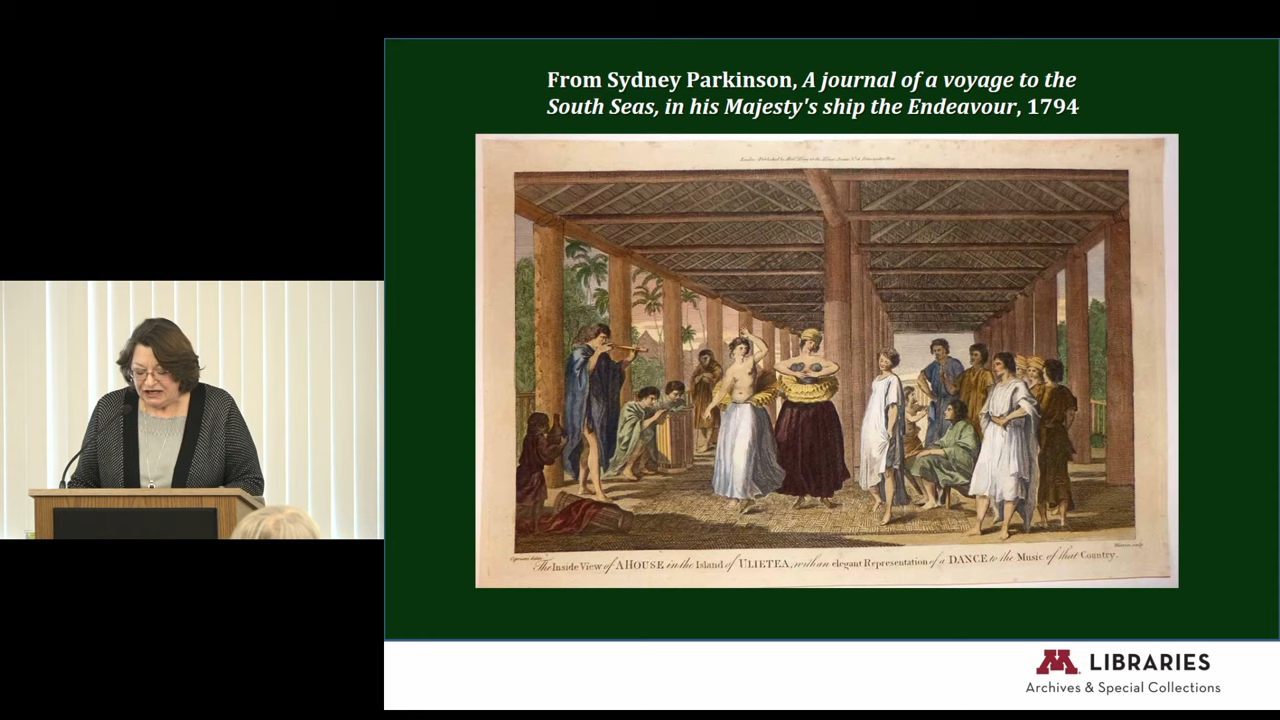 From Sydney Parkinson, A journal of a voyage to the
South Seas, in his Majesty's ship the Endeavour, 1794
The Inside View of A HOUSE in the Island of ULIETEA, with an elegant Representation of a DANCE to the Music of that Country.
M LIBRARIES
Archives & Special Collections